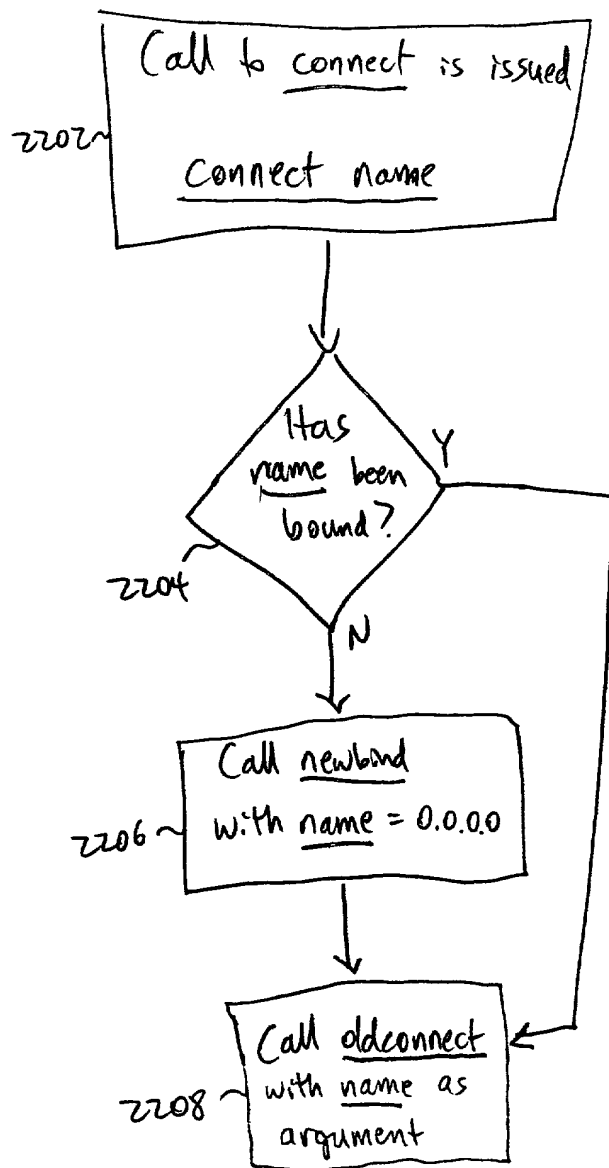 Call to connect is issued
2202
connect name
Has
name been
bound?
Y
2204
N
Call newbind
with name = 0.0.0.0
2206
Call oldconnect
with name as
2208
argument